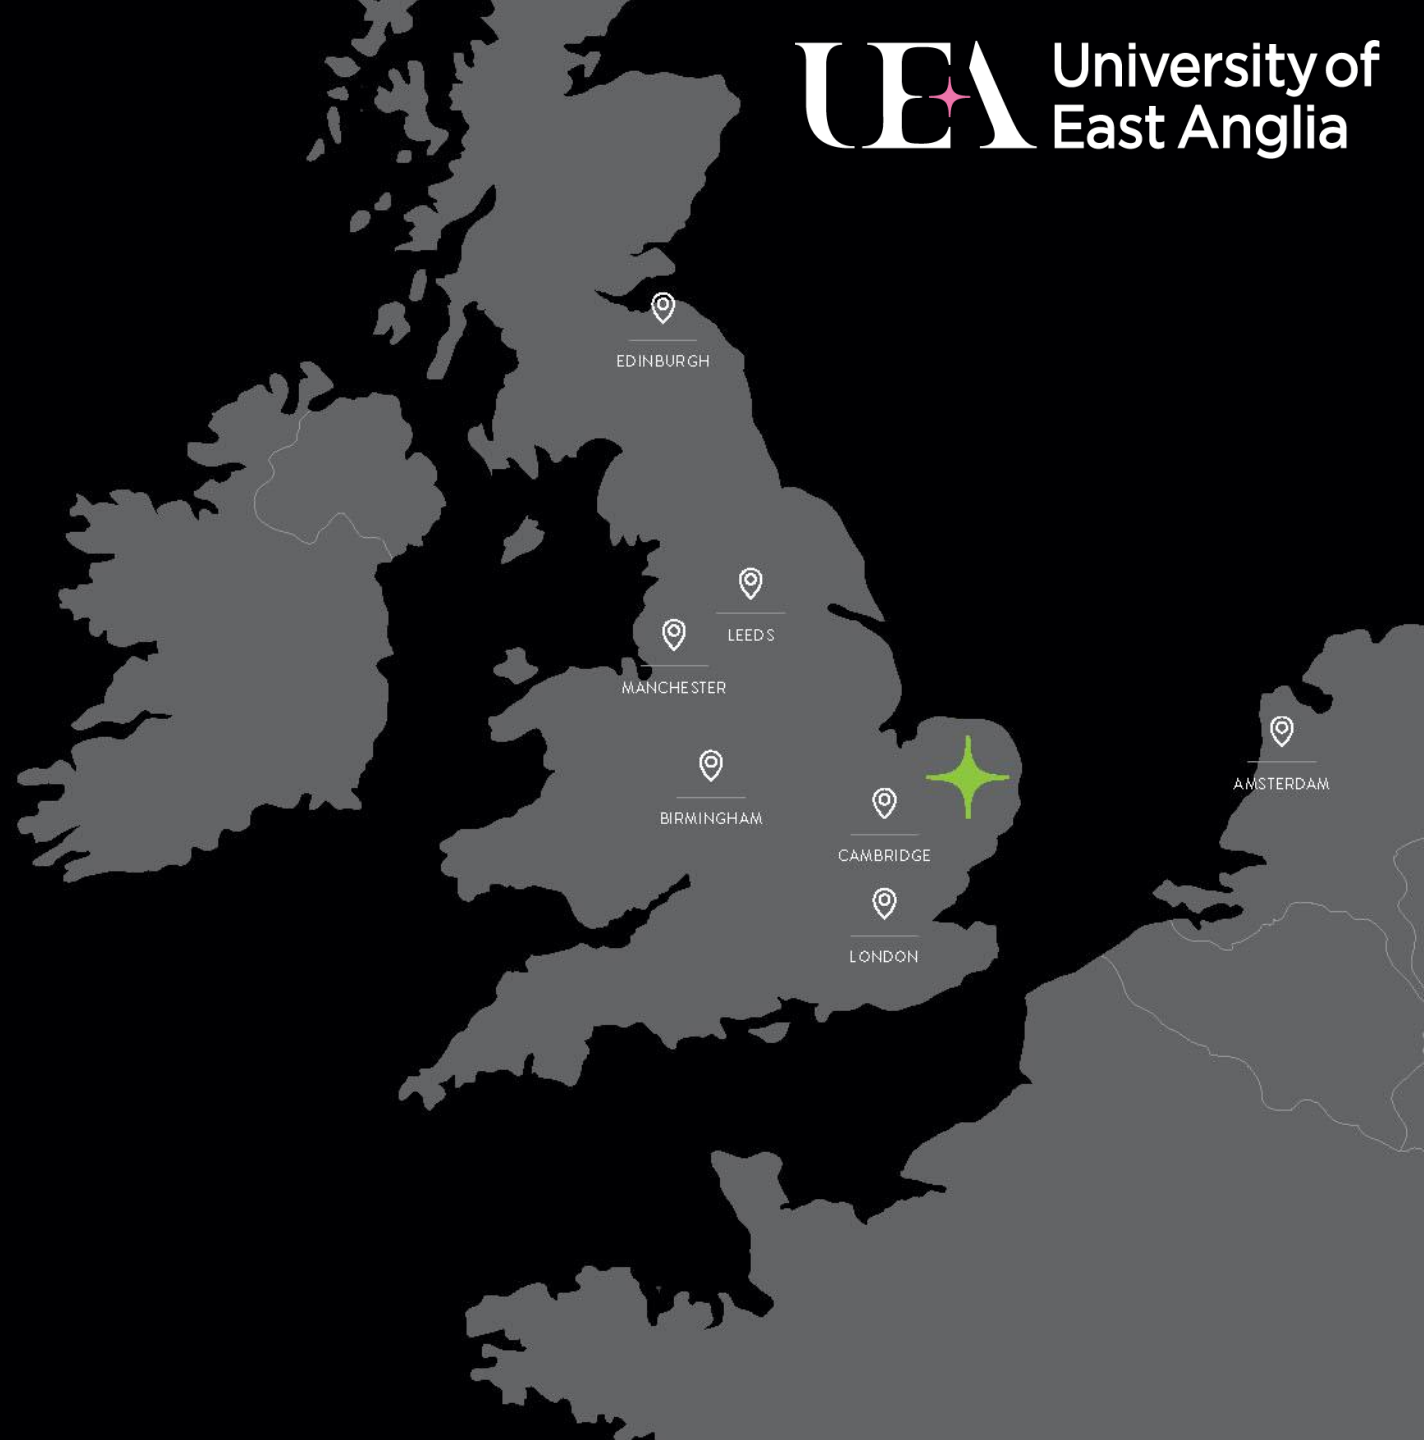 UEA
University of
East Anglia
EDINBURGH
LEEDS
MANCHESTER
BIRMINGHAM
CAMBRIDGE
LONDON
AMSTERDAM